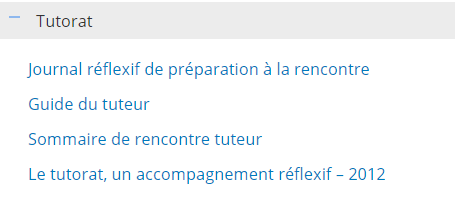 Tutorat
Journal réflexif de préparation à la rencontre
Guide du tuteur
Sommaire de rencontre tuteur
Le tutorat, un accompagnement réflexif – 2012